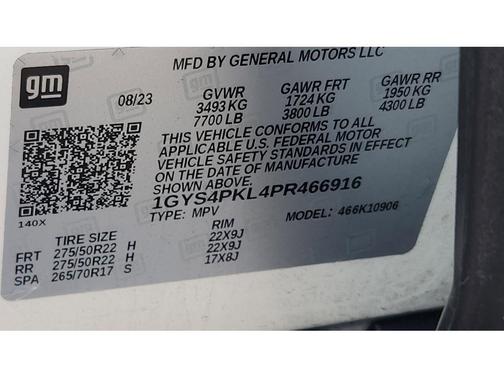 gm
MFD BY GENERAL MOTORS LLC
08/23 GVWR GAWR FRT GAWR RR
3493 KG 1724 KG 1950 KG
7700 LB 3800 LB 4300 LB
THIS VEHICLE CONFORMS TO ALL
APPLICABLE U.S. FEDERAL MOTOR
VEHICLE SAFETY STANDARDS IN EFFECT
ON THE DATE OF MANUFACTURE
SHOWN ABOVE.
1GYS4PKL4PR466916
140X TYPE: MPV MODEL: 466K10906
TIRE SIZE RIM
FRT 275/50R22 H 22X9J
RR 275/50R22 H 22X9J
SPA 265/70R17 S 17X8J